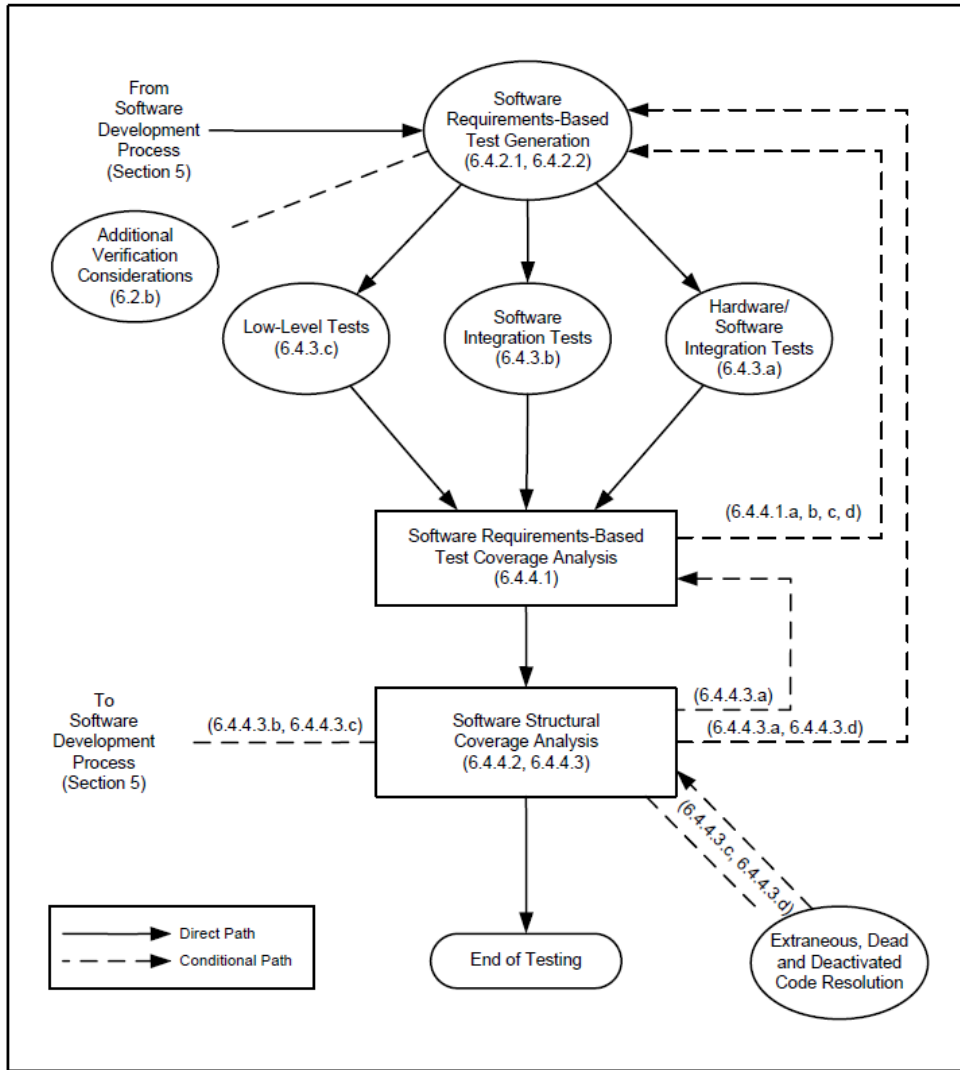 From
Software
Development
Process
(Section 5)
Software
Requirements-Based
Test Generation
(6.4.2.1, 6.4.2.2)
Additional
Verification
Considerations
(6.2.b)
Low-Level Tests
(6.4.3.c)
Software
Integration Tests
(6.4.3.b)
Hardware/
Software
Integration Tests
(6.4.3.a)
(6.4.4.1.a, b, c, d)
Software Requirements-Based
Test Coverage Analysis
(6.4.4.1)
To
Software
Development
Process
(Section 5)
(6.4.4.3.b, 6.4.4.3.c)
Software Structural
Coverage Analysis
(6.4.4.2, 6.4.4.3)
(6.4.4.3.a)
(6.4.4.3.a, 6.4.4.3.d)
(6.4.4.3.c, 6.4.4.3.d)
Direct Path
Conditional Path
End of Testing
Extraneous, Dead
and Deactivated
Code Resolution